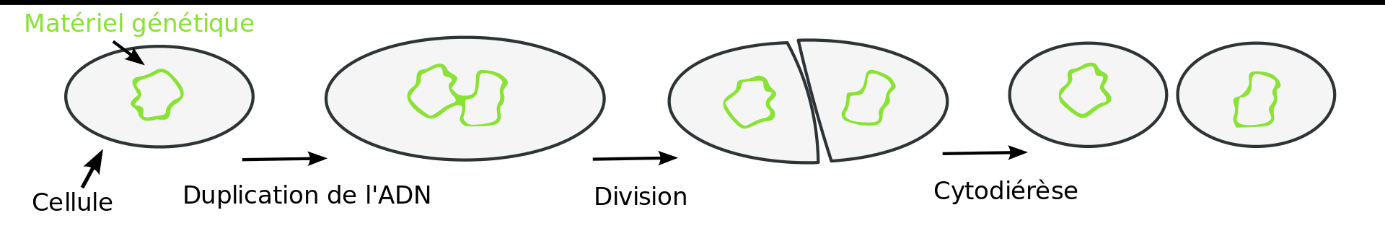 Matériel génétique
Cellule
Duplication de l'ADN
Division
Cytodiérèse